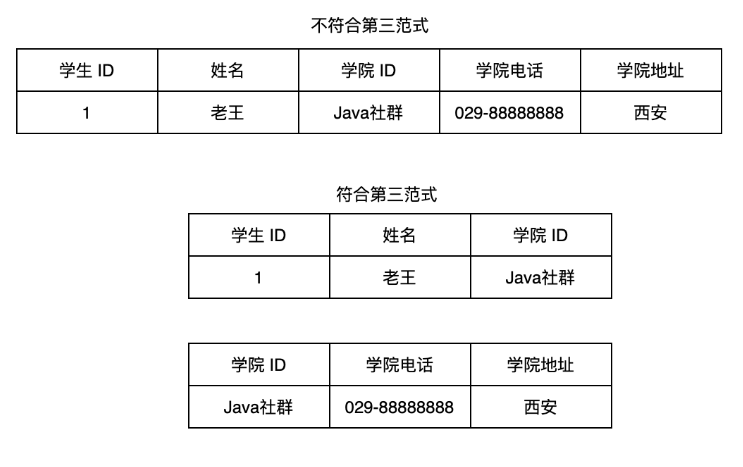 不符合第三范式
学生 ID 姓名 学院 ID 学院电话 学院地址
1 老王 Java社群 029-88888888 西安
符合第三范式
学生 ID 姓名 学院 ID
1 老王 Java社群
学院 ID 学院电话 学院地址
Java社群 029-88888888 西安